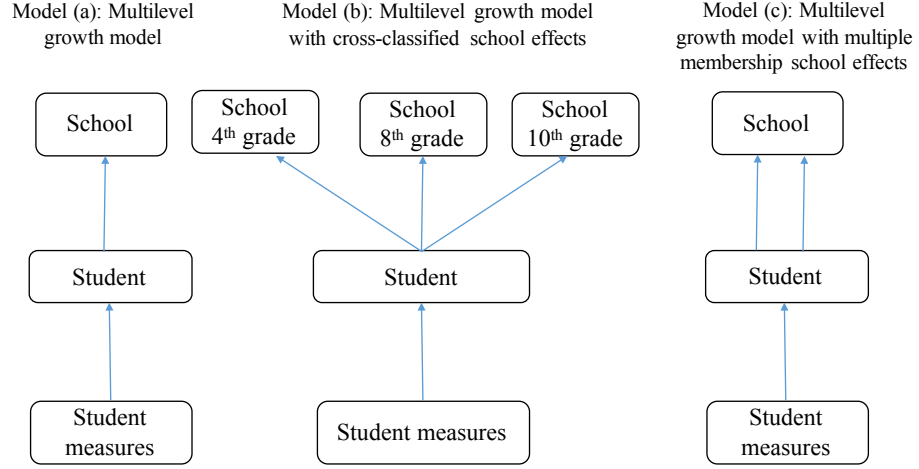 Model (a): Multilevel
growth model
Model (b): Multilevel growth model
with cross-classified school effects
Model (c): Multilevel
growth model with multiple
membership school effects
School
School
4th grade
School
8th grade
School
10th grade
School
Student
Student
Student
Student
measures
Student measures
Student
measures